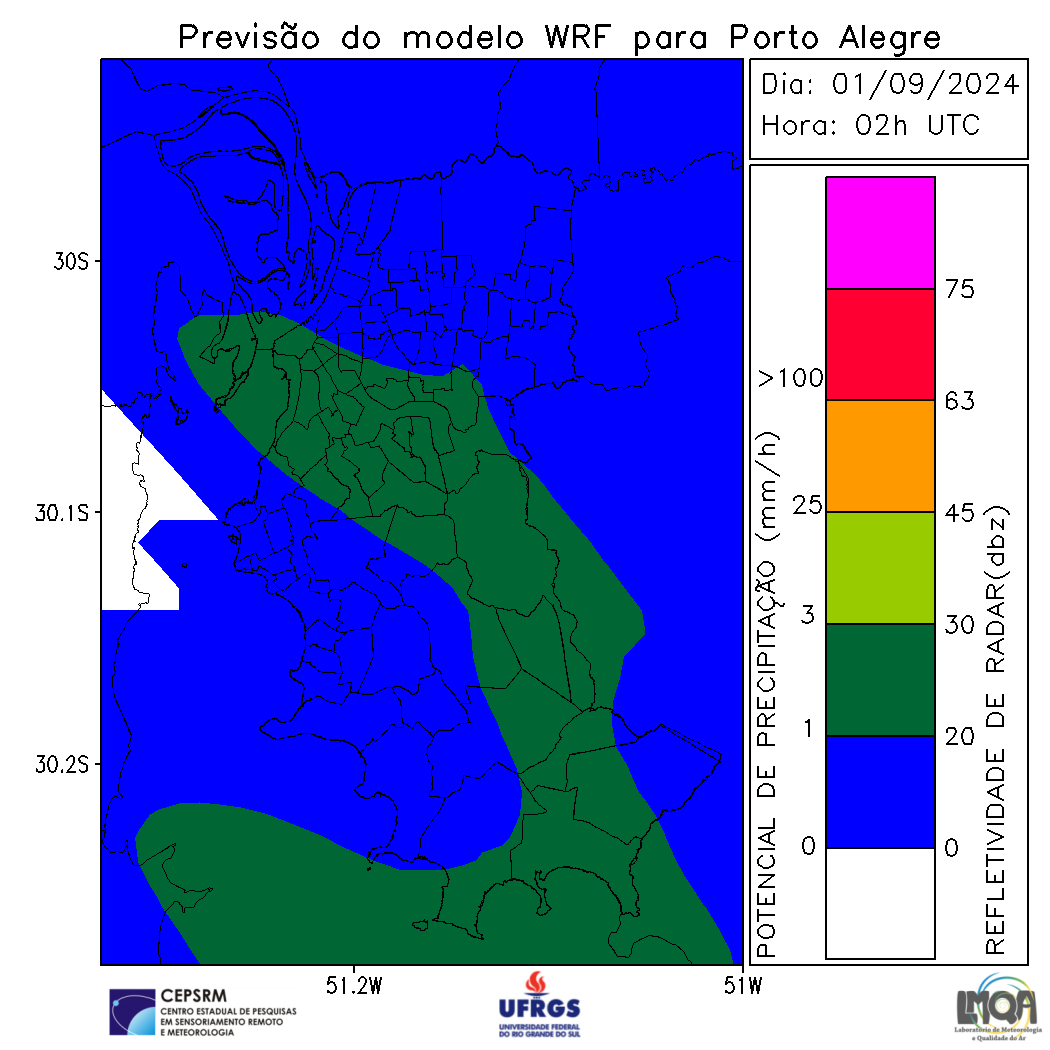 Previsão do modelo WRF para Porto Alegre
Dia: 01/09/2024
Hora: 02h UTC
30S
30.1S
30.2S
51.2W
51W
POTENCIAL DE PRECIPITAÇÃO (mm/h)
>100
25
3
1
0
75
63
45
30
20
0
REFLETIVIDADE DE RADAR(dbz)
CEPSRM
CENTRO ESTADUAL DE PESQUISAS
EM SENSORIAMENTO REMOTO
E METEOROLOGIA
UFRGS
UNIVERSIDADE FEDERAL
DO RIO GRANDE DO SUL
LMQA
Laboratório de Meteorologia
e Qualidade do Ar